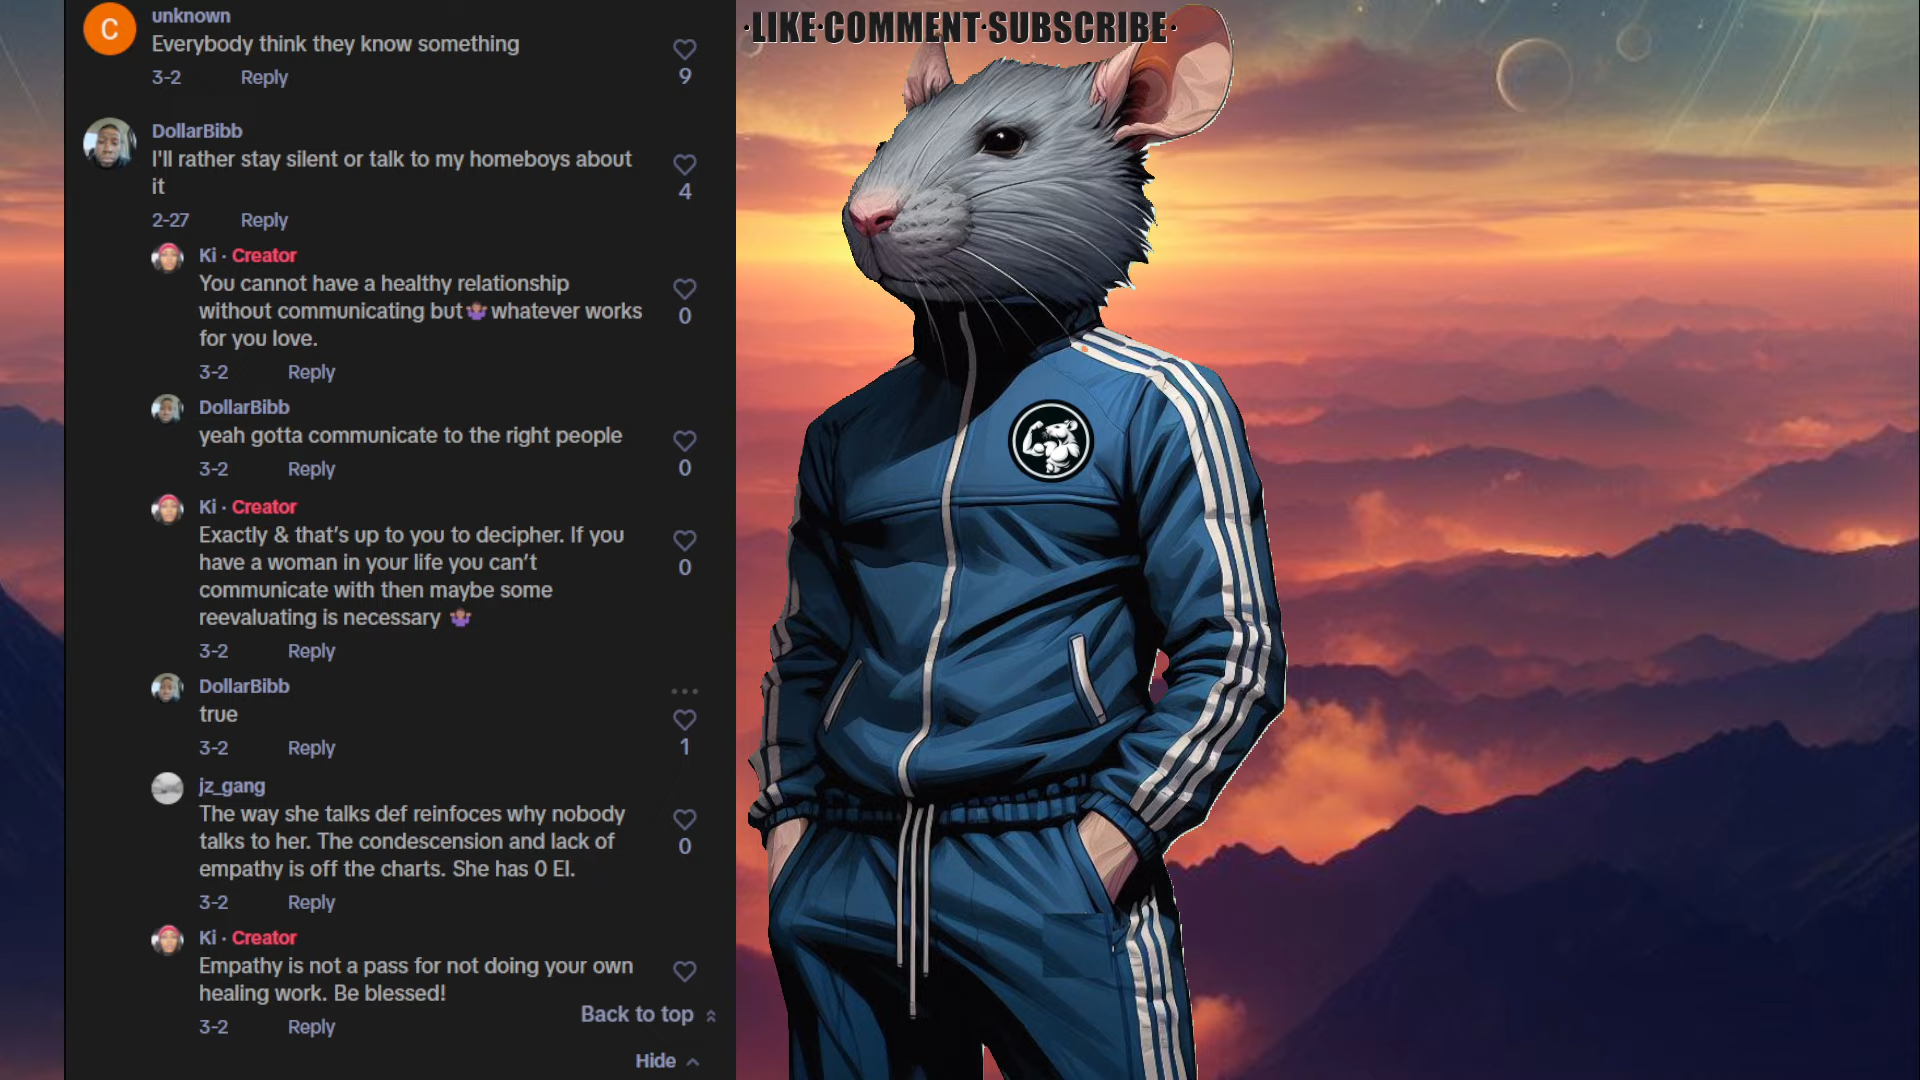 unknown
Everybody think they know something
9
3-2 Reply
DollarBibb
I'll rather stay silent or talk to my homeboys about
it
4
2-27 Reply
Ki · Creator
You cannot have a healthy relationship
without communicating but🤷🏾whatever works
for you love.
0
3-2 Reply
DollarBibb
yeah gotta communicate to the right people
0
3-2 Reply
Ki · Creator
Exactly & that's up to you to decipher. If you
have a woman in your life you can't
communicate with then maybe some
reevaluating is necessary 🤷🏾
0
3-2 Reply
DollarBibb
true
3-2 Reply
1
jz_gang
The way she talks def reinfoces why nobody
talks to her. The condescension and lack of
empathy is off the charts. She has 0 EI.
0
3-2 Reply
Ki · Creator
Empathy is not a pass for not doing your own
healing work. Be blessed!
3-2 Reply
Back to top
Hide
C
·LIKE·COMMENT·SUBSCRIBE·